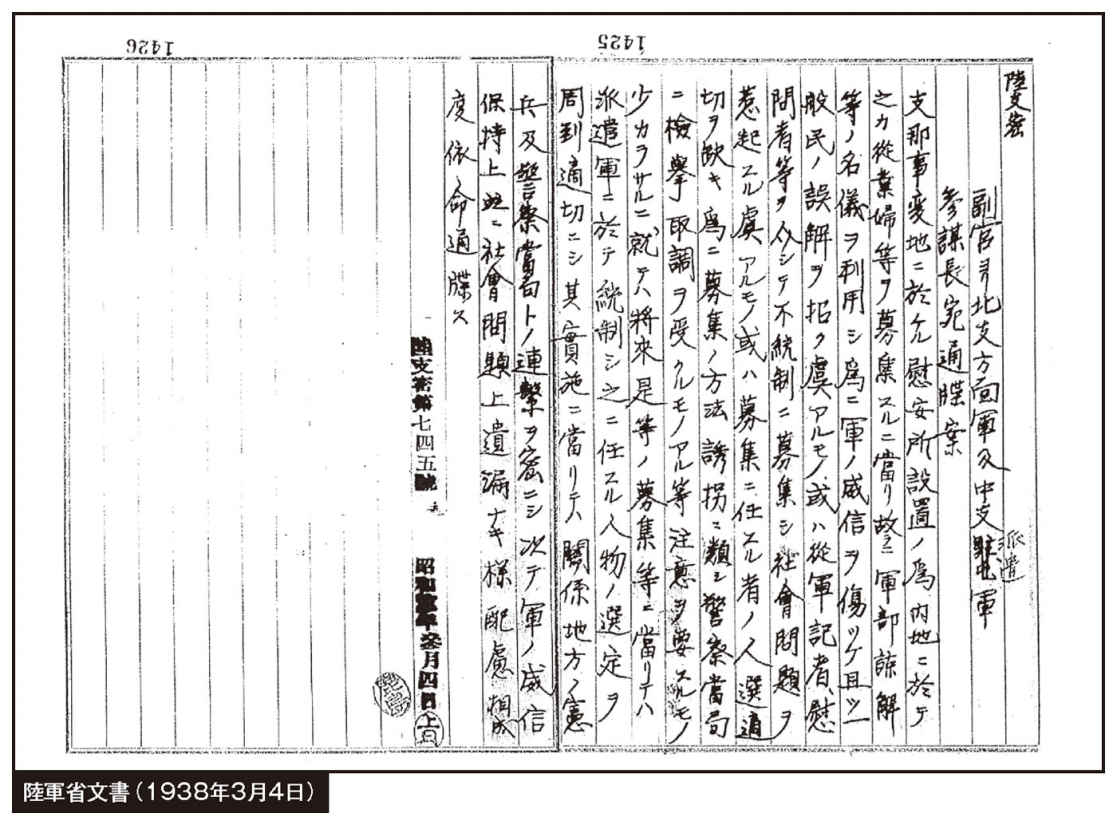 1426
1425
陸支密
副官ヨリ北支方面軍及中支派遣軍
参謀長宛通牒案
支那事変地ニ於ケル慰安所設置ノ為内地ニ於テ
之カ従業婦等ヲ募集スルニ當リ故ラニ軍部諒解
等ノ名儀ヲ利用シ為ニ軍ノ威信ヲ傷ツケ且ツ一
般民ノ誤解ヲ招ク虞アルモノ或ハ従軍記者、慰
問者等ヲ介シテ不統制ニ募集シ社會問題ヲ
惹起スル虞アルモノ或ハ募集ニ任スル者ノ人選適
切ヲ欠キ為ニ募集ノ方法誘拐ニ類シ警察當局
ニ檢擧取調ヲ受クルモノアル等注意ヲ要スルモノ
少カラサルニ就テハ将來是等ノ募集等ニ當リテハ
派遣軍ニ於テ統制シ之ニ任スル人物ノ選定ヲ
周到適切ニシ其實施ニ當リテハ關係地方ノ憲
兵及警察當局トノ連繋ヲ密ニシ次テ軍ノ威信
保持上並ニ社會問題上遺漏ナキ様配慮相成
度依命通牒ス
陸支密第七四五號
昭和拾参年参月四日
陸軍省文書（1938年3月4日）